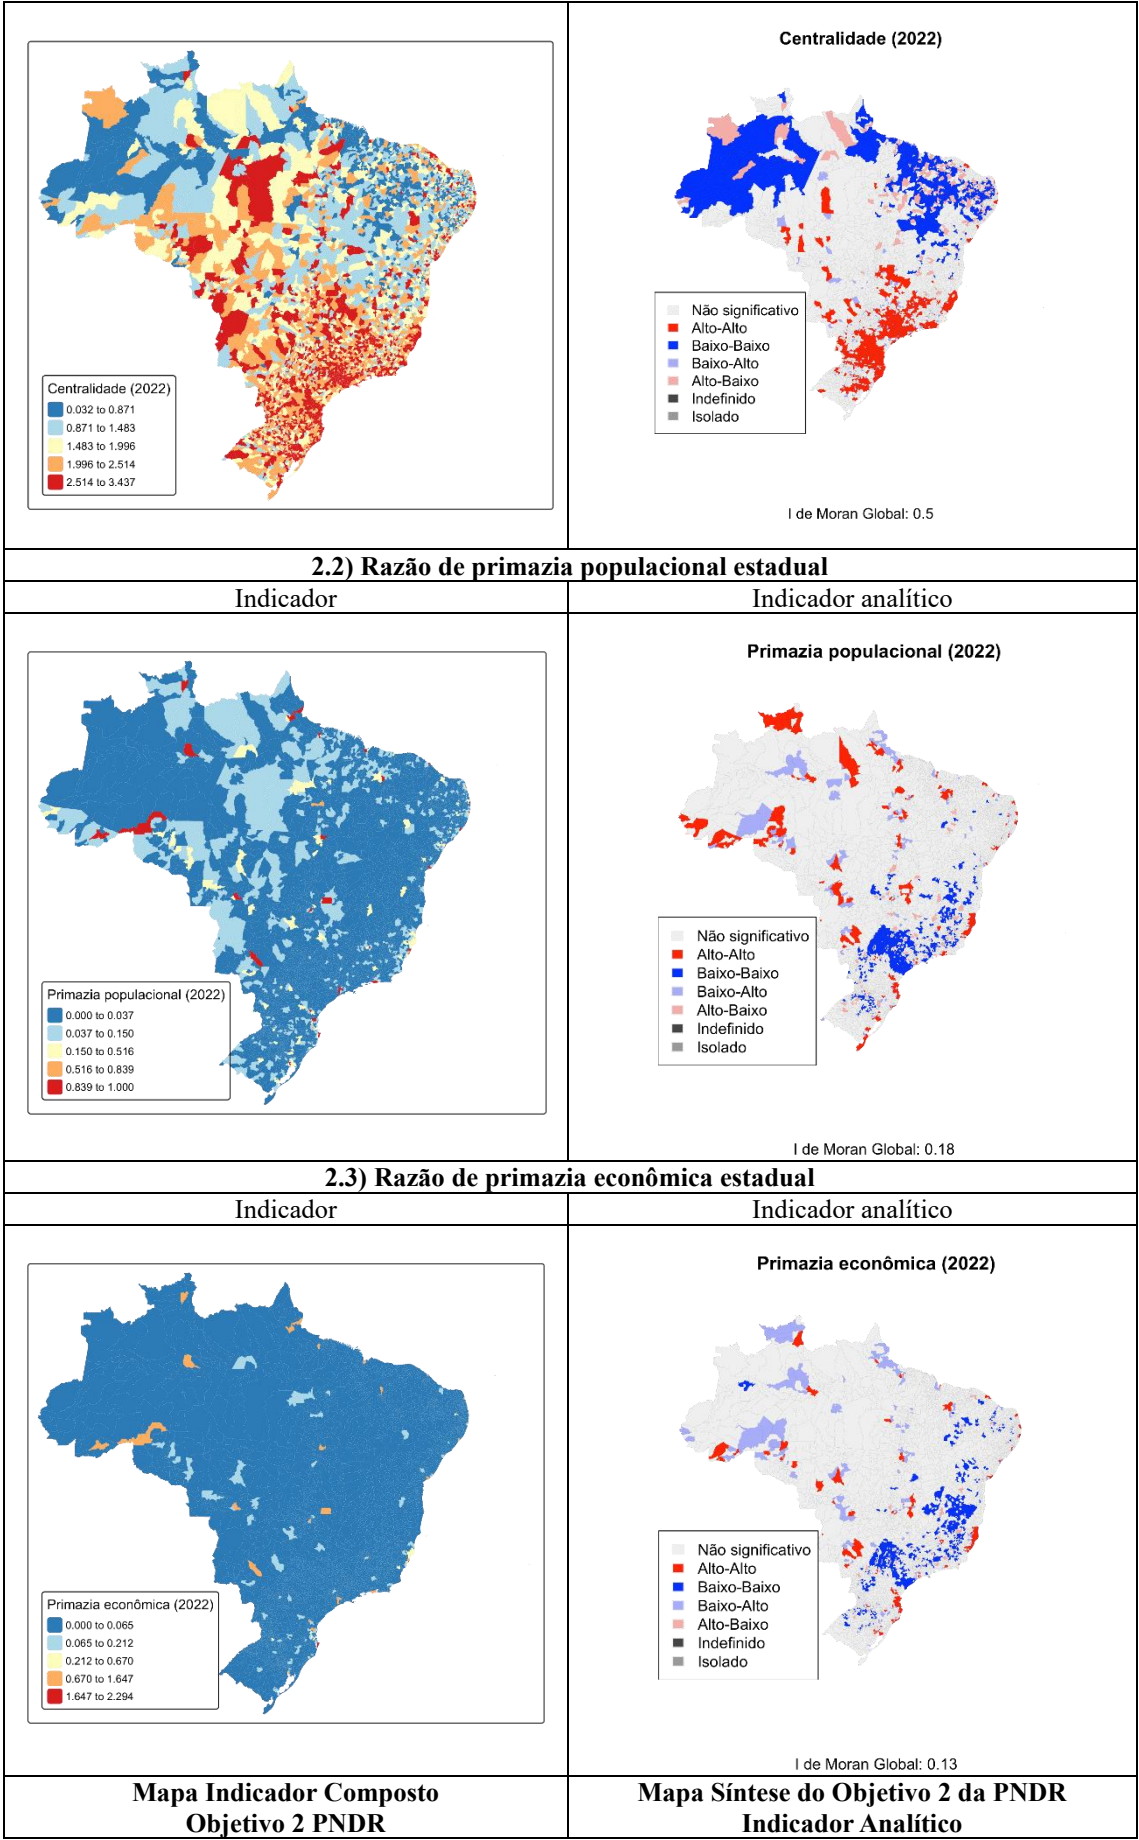 Centralidade (2022)
0.032 to 0.871
0.871 to 1.483
1.483 to 1.996
1.996 to 2.514
2.514 to 3.437
Centralidade (2022)
Não significativo
Alto-Alto
Baixo-Baixo
Baixo-Alto
Alto-Baixo
Indefinido
Isolado
I de Moran Global: 0.5
2.2) Razão de primazia populacional estadual
Indicador
Indicador analítico
Primazia populacional (2022)
0.000 to 0.037
0.037 to 0.150
0.150 to 0.516
0.516 to 0.839
0.839 to 1.000
Primazia populacional (2022)
Não significativo
Alto-Alto
Baixo-Baixo
Baixo-Alto
Alto-Baixo
Indefinido
Isolado
I de Moran Global: 0.18
2.3) Razão de primazia econômica estadual
Indicador
Indicador analítico
Primazia econômica (2022)
0.000 to 0.065
0.065 to 0.212
0.212 to 0.670
0.670 to 1.647
1.647 to 2.294
Primazia econômica (2022)
Não significativo
Alto-Alto
Baixo-Baixo
Baixo-Alto
Alto-Baixo
Indefinido
Isolado
I de Moran Global: 0.13
Mapa Indicador Composto
Objetivo 2 PNDR
Mapa Síntese do Objetivo 2 da PNDR
Indicador Analítico